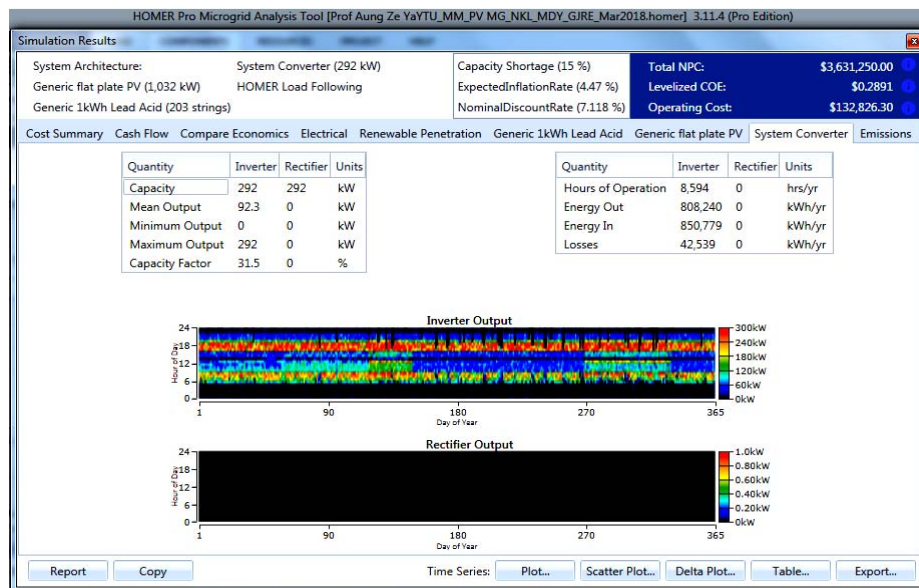 HOMER Pro Microgrid Analysis Tool [Prof Aung Ze YaYTU_MM_PV MG_NKL_MDY_GJRE_Mar2018.homer] 3.11.4 (Pro Edition)
Simulation Results
System Architecture: System Converter (292 kW) Capacity Shortage (15 %) Total NPC: $3,631,250.00
Generic flat plate PV (1,032 kw) HOMER Load Following ExpectedInflationRate (4.47 %) Levelized COE: $0.2891
Generic 1kWh Lead Acid (203 strings) NominalDiscountRate (7.118 %) Operating Cost: $132,826.30
Cost Summary Cash Flow Compare Economics Electrical Renewable Penetration Generic 1kWh Lead Acid Generic flat plate PV System Converter Emissions
Quantity Inverter Rectifier Units
Capacity 292 292 kW
Mean Output 92.3 0 kW
Minimum Output 0 0 kW
Maximum Output 292 0 kW
Capacity Factor 31.5 0 %
Quantity Inverter Rectifier Units
Hours of Operation 8,594 0 hrs/yr
Energy Out 808,240 0 kWh/yr
Energy In 850,779 0 kWh/yr
Losses 42,539 0 kWh/yr
Inverter Output
Hour of Day
24
18
12
6
0
1 90 180 270 365
Day of Year
300kW
240kW
180kW
120kW
60kW
0kW
Rectifier Output
Hour of Day
24
18
12
6
0
1 90 180 270 365
Day of Year
1.0kW
0.80kW
0.60kW
0.40kW
0.20kW
0kW
Report Copy Time Series: Plot... Scatter Plot... Delta Plot... Table... Export...